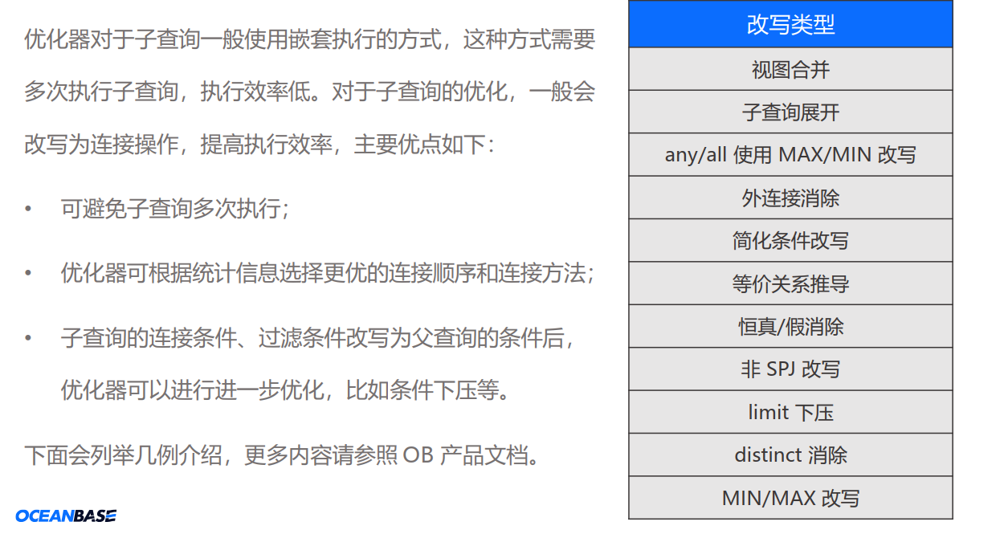 优化器对于子查询一般使用嵌套执行的方式，这种方式需要
多次执行子查询，执行效率低。对于子查询的优化，一般会
改写为连接操作，提高执行效率，主要优点如下：
• 可避免子查询多次执行；
• 优化器可根据统计信息选择更优的连接顺序和连接方法；
• 子查询的连接条件、过滤条件改写为父查询的条件后，
优化器可以进行进一步优化，比如条件下压等。
下面会列举几例介绍，更多内容请参照 OB 产品文档。
OCEANBASE
改写类型
视图合并
子查询展开
any/all 使用 MAX/MIN 改写
外连接消除
简化条件改写
等价关系推导
恒真/假消除
非 SPJ 改写
limit 下压
distinct 消除
MIN/MAX 改写